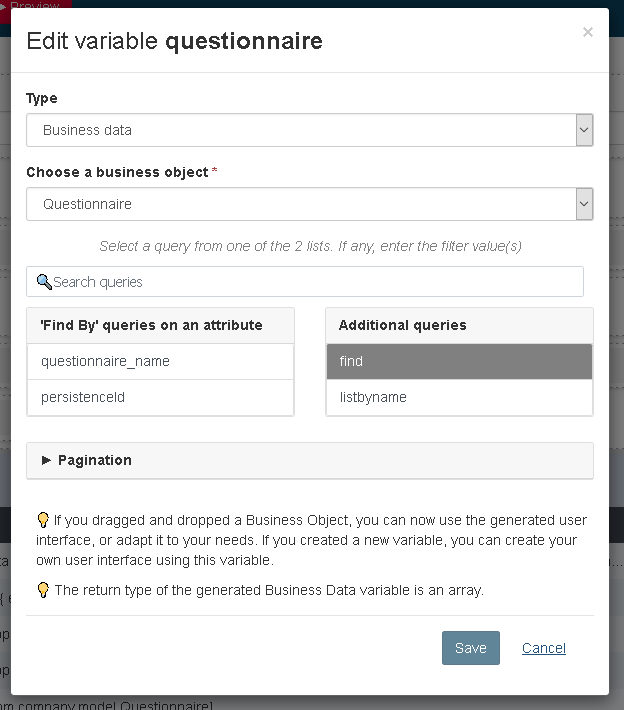 Preview
Edit variable questionnaire
×
Type
Business data
Choose a business object *
Questionnaire
Select a query from one of the 2 lists. If any, enter the filter value(s)
Search queries
'Find By' queries on an attribute
questionnaire_name
persistenceId
Additional queries
find
listbyname
Pagination
If you dragged and dropped a Business Object, you can now use the generated user
interface, or adapt it to your needs. If you created a new variable, you can create your
own user interface using this variable.
The return type of the generated Business Data variable is an array.
Save
Cancel
om.company.model.Questionnaire]